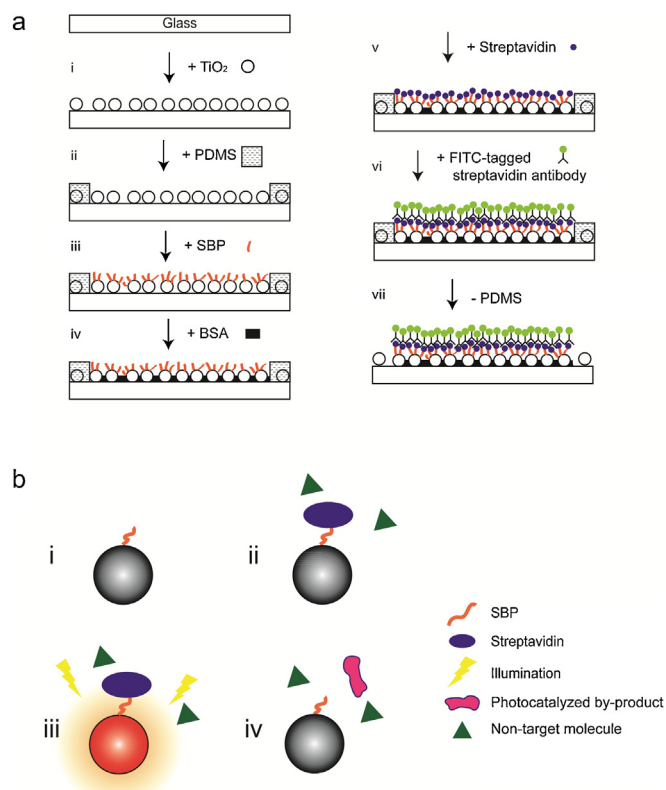 a
Glass
i
+ TiO₂
ii
+ PDMS
iii
+ SBP
iv
+ BSA
v
+ Streptavidin
vi
+ FITC-tagged
streptavidin antibody
vii
- PDMS
b
i
ii
iii
iv
SBP
Streptavidin
Illumination
Photocatalyzed by-product
Non-target molecule